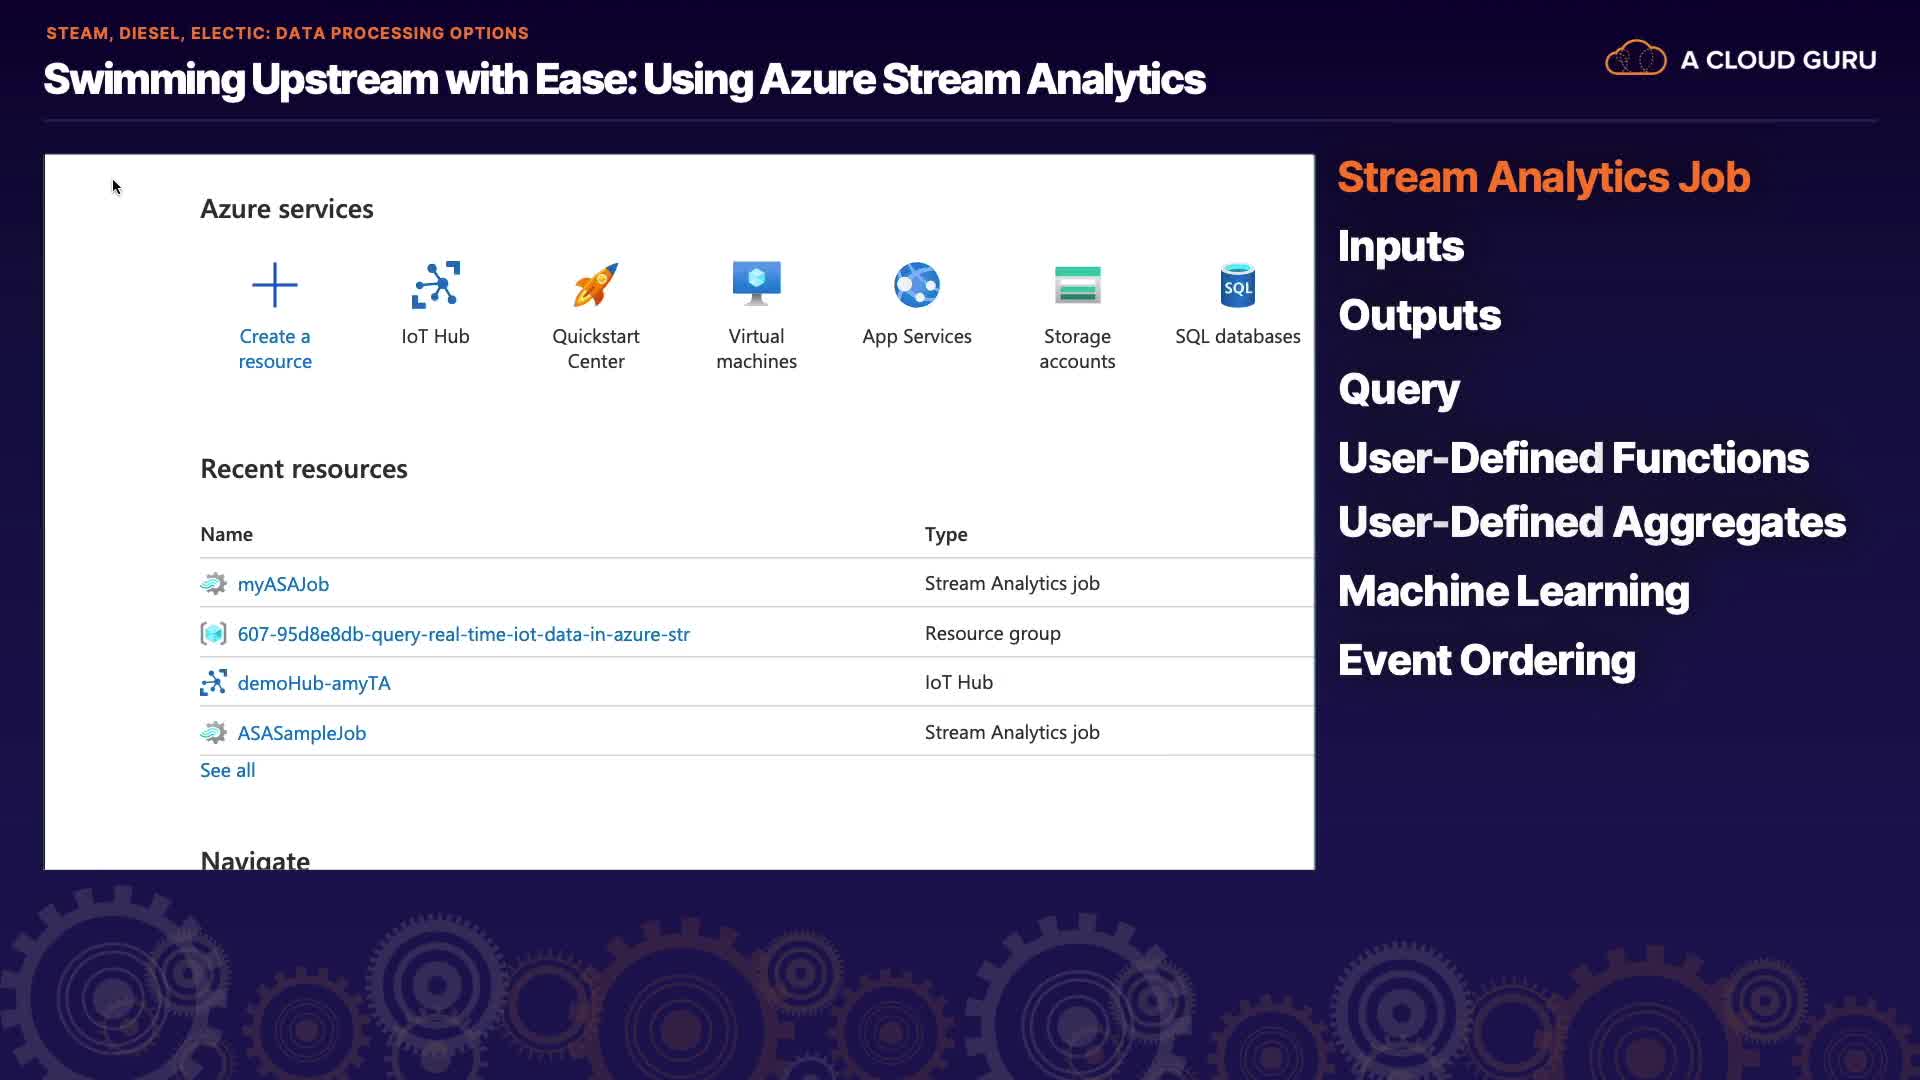 STEAM, DIESEL, ELECTIC: DATA PROCESSING OPTIONS
Swimming Upstream with Ease: Using Azure Stream Analytics
A CLOUD GURU
Azure services
Create a
resource
IoT Hub
Quickstart
Center
Virtual
machines
App Services
Storage
accounts
SQL
SQL databases
Recent resources
Name
Type
myASAJob
Stream Analytics job
607-95d8e8db-query-real-time-iot-data-in-azure-str
Resource group
demoHub-amyTA
IoT Hub
ASASampleJob
Stream Analytics job
See all
Navigate
Stream Analytics Job
Inputs
Outputs
Query
User-Defined Functions
User-Defined Aggregates
Machine Learning
Event Ordering